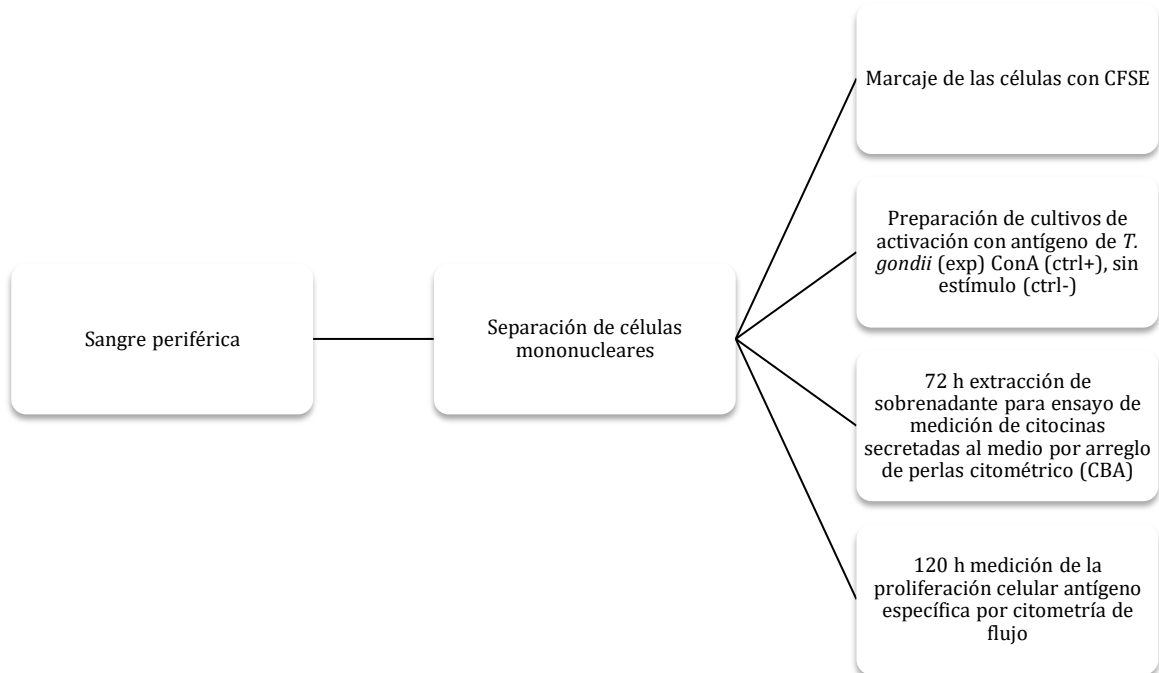 Sangre periférica
Separación de células
mononucleares
Marcaje de las células con CFSE
Preparación de cultivos de
activación con antígeno de T.
gondii (exp) ConA (ctrl+), sin
estímulo (ctrl-)
72 h extracción de
sobrenadante para ensayo de
medición de citocinas
secretadas al medio por arreglo
de perlas citométrico (CBA)
120 h medición de la
proliferación celular antígeno
específica por citometría de
flujo